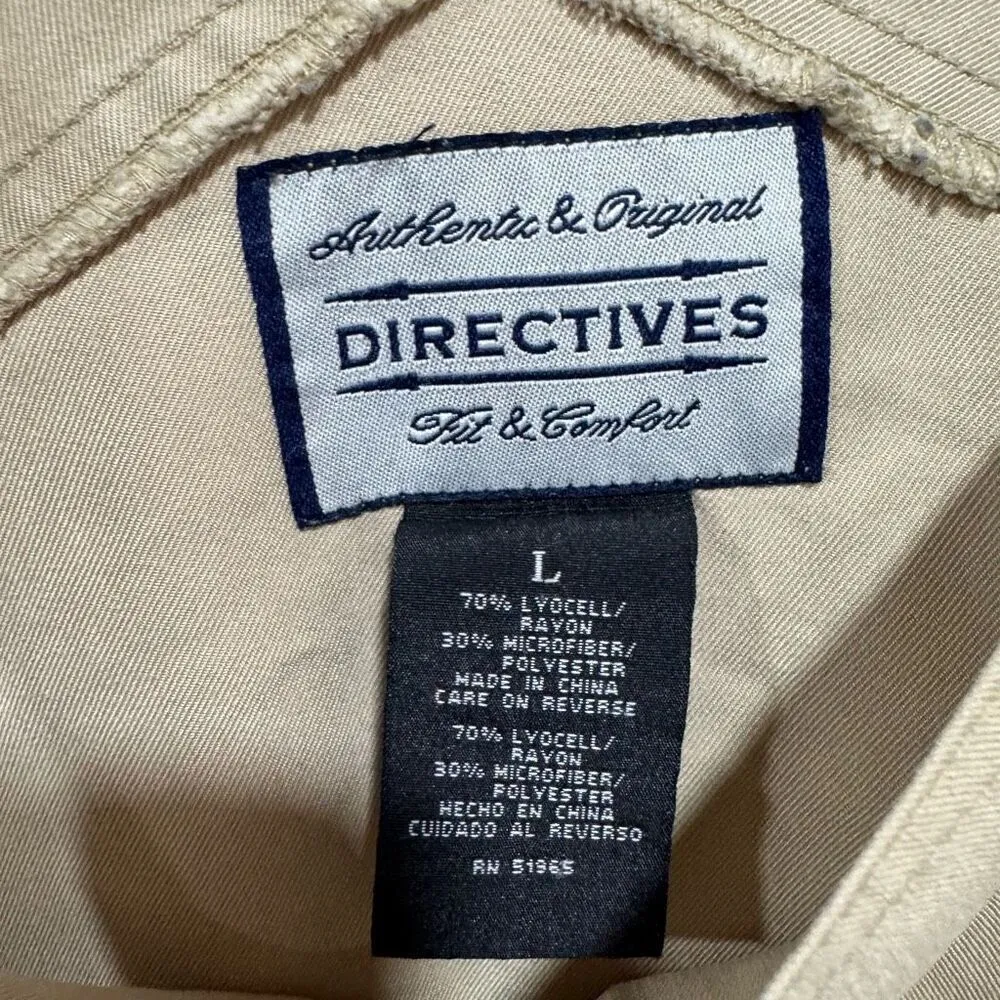 Authentic & Original
DIRECTIVES
Fit & Comfort
L
70% LYOCELL/
RAYON
30% MICROFIBER/
POLYESTER
MADE IN CHINA
CARE ON REVERSE
70% LYOCELL/
RAYON
30% MICROFIBER/
POLYESTER
HECHO EN CHINA
CUIDADO AL REVERSO
RN 51965